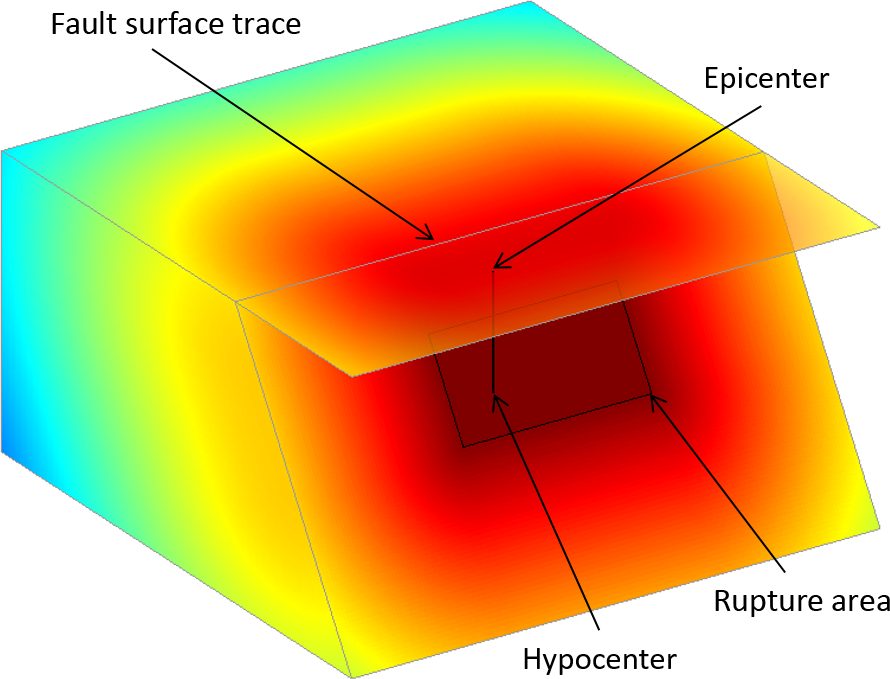 Fault surface trace
Epicenter
Rupture area
Hypocenter